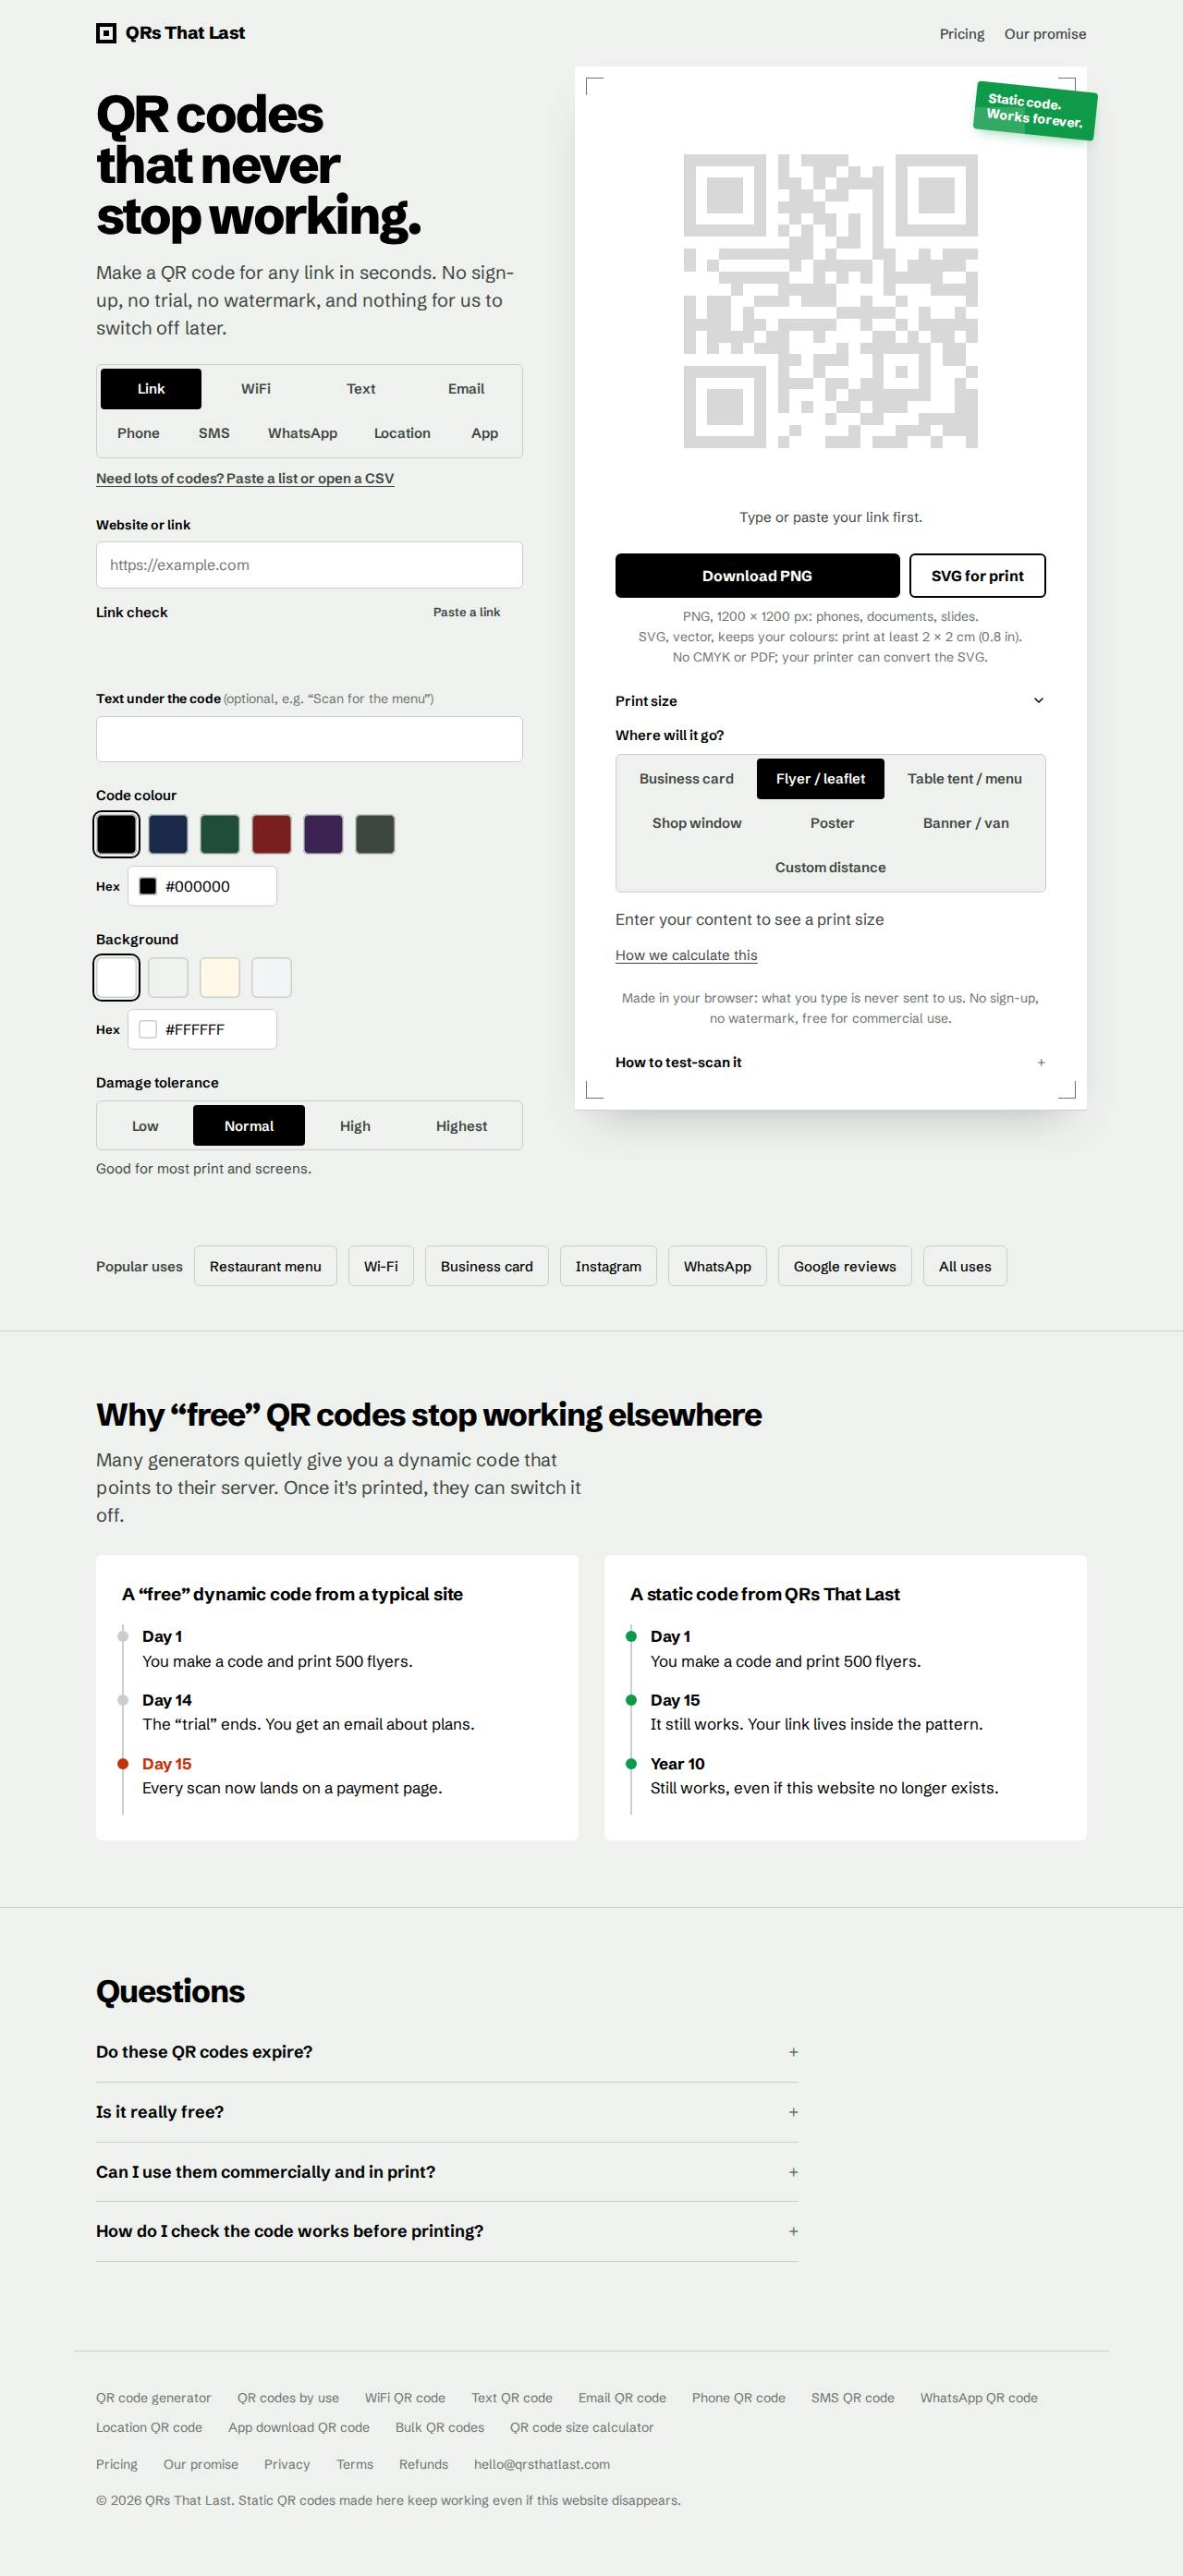 QRs That Last
Pricing
Our promise
QR codes
that never
stop working.
Make a QR code for any link in seconds. No sign-
up, no trial, no watermark, and nothing for us to
switch off later.
Link
WiFi
Text
Email
Phone
SMS
WhatsApp
Location
App
Need lots of codes? Paste a list or open a CSV
Website or link
https://example.com
Link check
Paste a link
Text under the code (optional, e.g. “Scan for the menu”)
Code colour
Hex
#000000
Background
Hex
#FFFFFF
Damage tolerance
Low
Normal
High
Highest
Good for most print and screens.
Static code.
Works forever.
Type or paste your link first.
Download PNG
SVG for print
PNG, 1200 × 1200 px: phones, documents, slides.
SVG, vector, keeps your colours: print at least 2 × 2 cm (0.8 in).
No CMYK or PDF; your printer can convert the SVG.
Print size
Where will it go?
Business card
Flyer / leaflet
Table tent / menu
Shop window
Poster
Banner / van
Custom distance
Enter your content to see a print size
How we calculate this
Made in your browser: what you type is never sent to us. No sign-up,
no watermark, free for commercial use.
How to test-scan it
+
Popular uses
Restaurant menu
Wi-Fi
Business card
Instagram
WhatsApp
Google reviews
All uses
Why “free” QR codes stop working elsewhere
Many generators quietly give you a dynamic code that
points to their server. Once it's printed, they can switch it
off.
A “free” dynamic code from a typical site
Day 1
You make a code and print 500 flyers.
Day 14
The “trial” ends. You get an email about plans.
Day 15
Every scan now lands on a payment page.
A static code from QRs That Last
Day 1
You make a code and print 500 flyers.
Day 15
It still works. Your link lives inside the pattern.
Year 10
Still works, even if this website no longer exists.
Questions
Do these QR codes expire?
+
Is it really free?
+
Can I use them commercially and in print?
+
How do I check the code works before printing?
+
QR code generator
QR codes by use
WiFi QR code
Text QR code
Email QR code
Phone QR code
SMS QR code
WhatsApp QR code
Location QR code
App download QR code
Bulk QR codes
QR code size calculator
Pricing
Our promise
Privacy
Terms
Refunds
hello@qrsthatlast.com
© 2026 QRs That Last. Static QR codes made here keep working even if this website disappears.